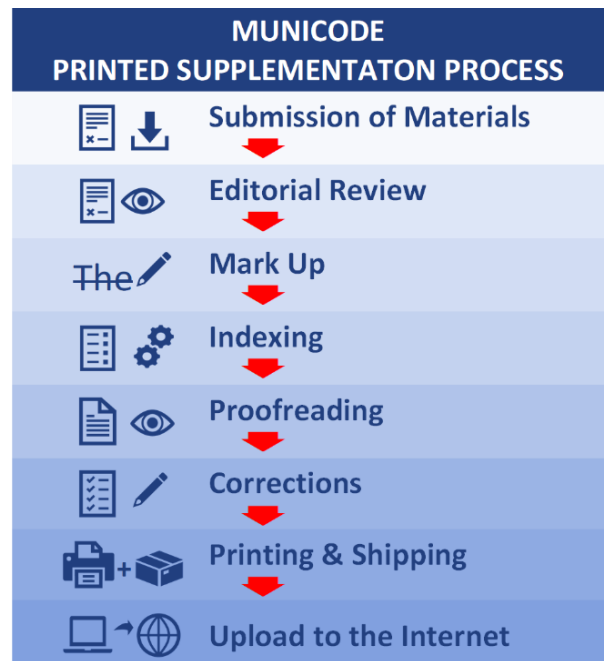 MUNICODE
PRINTED SUPPLEMENTATON PROCESS
Submission of Materials
Editorial Review
The
Mark Up
Indexing
Proofreading
Corrections
+
Printing & Shipping
Upload to the Internet